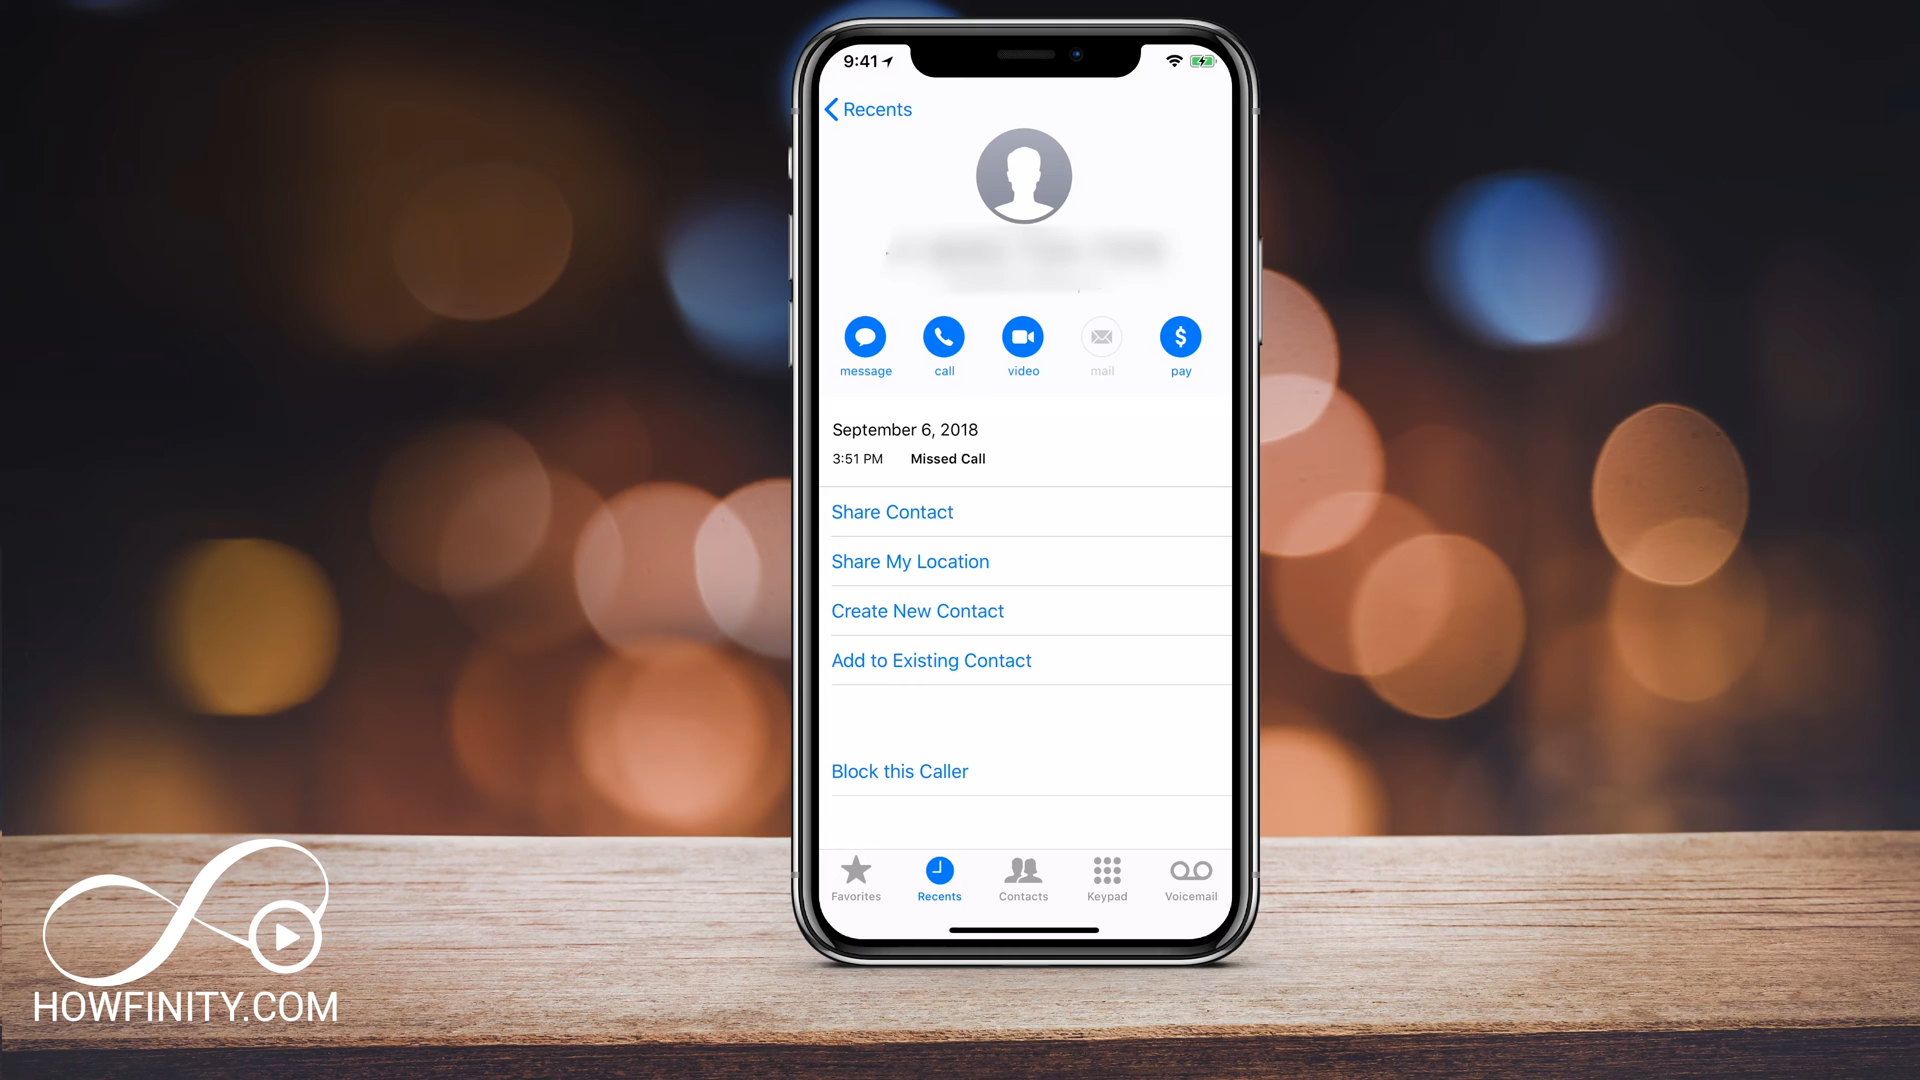 9:41
Recents
message call video mail pay
September 6, 2018
3:51 PM Missed Call
Share Contact
Share My Location
Create New Contact
Add to Existing Contact
Block this Caller
Favorites Recents Contacts Keypad Voicemail
HOWFINITY.COM